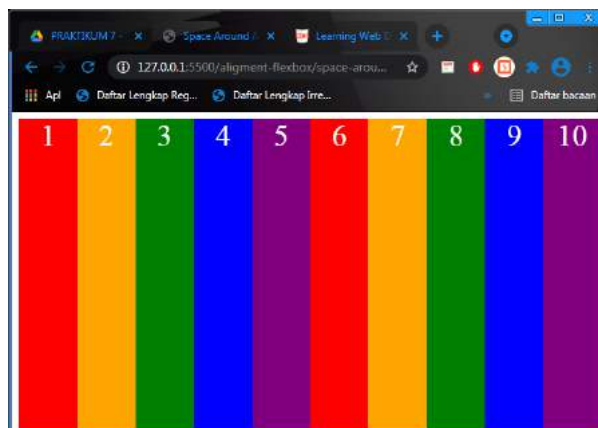 PRAKTIKUM 7 - Space Around A Learning Web D
127.0.0.1:5500/aligment-flexbox/space-arou...
Apl Daftar Lengkap Reg... Daftar Lengkap Irre... Daftar bacaan
1 2 3 4 5 6 7 8 9 10